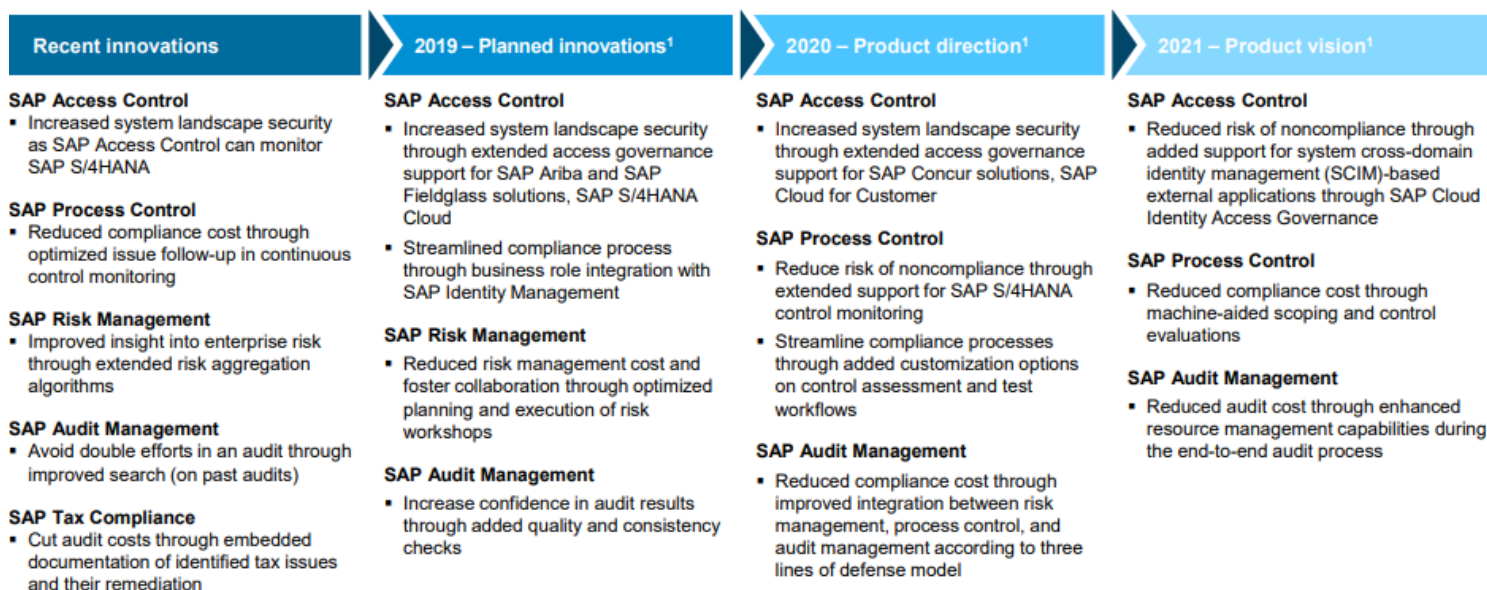 Recent innovations
SAP Access Control
▪ Increased system landscape security
as SAP Access Control can monitor
SAP S/4HANA
SAP Process Control
▪ Reduced compliance cost through
optimized issue follow-up in continuous
control monitoring
SAP Risk Management
▪ Improved insight into enterprise risk
through extended risk aggregation
algorithms
SAP Audit Management
▪ Avoid double efforts in an audit through
improved search (on past audits)
SAP Tax Compliance
▪ Cut audit costs through embedded
documentation of identified tax issues
and their remediation
2019 – Planned innovations¹
SAP Access Control
▪ Increased system landscape security
through extended access governance
support for SAP Ariba and SAP
Fieldglass solutions, SAP S/4HANA
Cloud
▪ Streamlined compliance process
through business role integration with
SAP Identity Management
SAP Risk Management
▪ Reduced risk management cost and
foster collaboration through optimized
planning and execution of risk
workshops
SAP Audit Management
▪ Increase confidence in audit results
through added quality and consistency
checks
2020 – Product direction¹
SAP Access Control
▪ Increased system landscape security
through extended access governance
support for SAP Concur solutions, SAP
Cloud for Customer
SAP Process Control
▪ Reduce risk of noncompliance through
extended support for SAP S/4HANA
control monitoring
▪ Streamline compliance processes
through added customization options
on control assessment and test
workflows
SAP Audit Management
▪ Reduced compliance cost through
improved integration between risk
management, process control, and
audit management according to three
lines of defense model
2021 – Product vision¹
SAP Access Control
▪ Reduced risk of noncompliance through
added support for system cross-domain
identity management (SCIM)-based
external applications through SAP Cloud
Identity Access Governance
SAP Process Control
▪ Reduced compliance cost through
machine-aided scoping and control
evaluations
SAP Audit Management
▪ Reduced audit cost through enhanced
resource management capabilities during
the end-to-end audit process